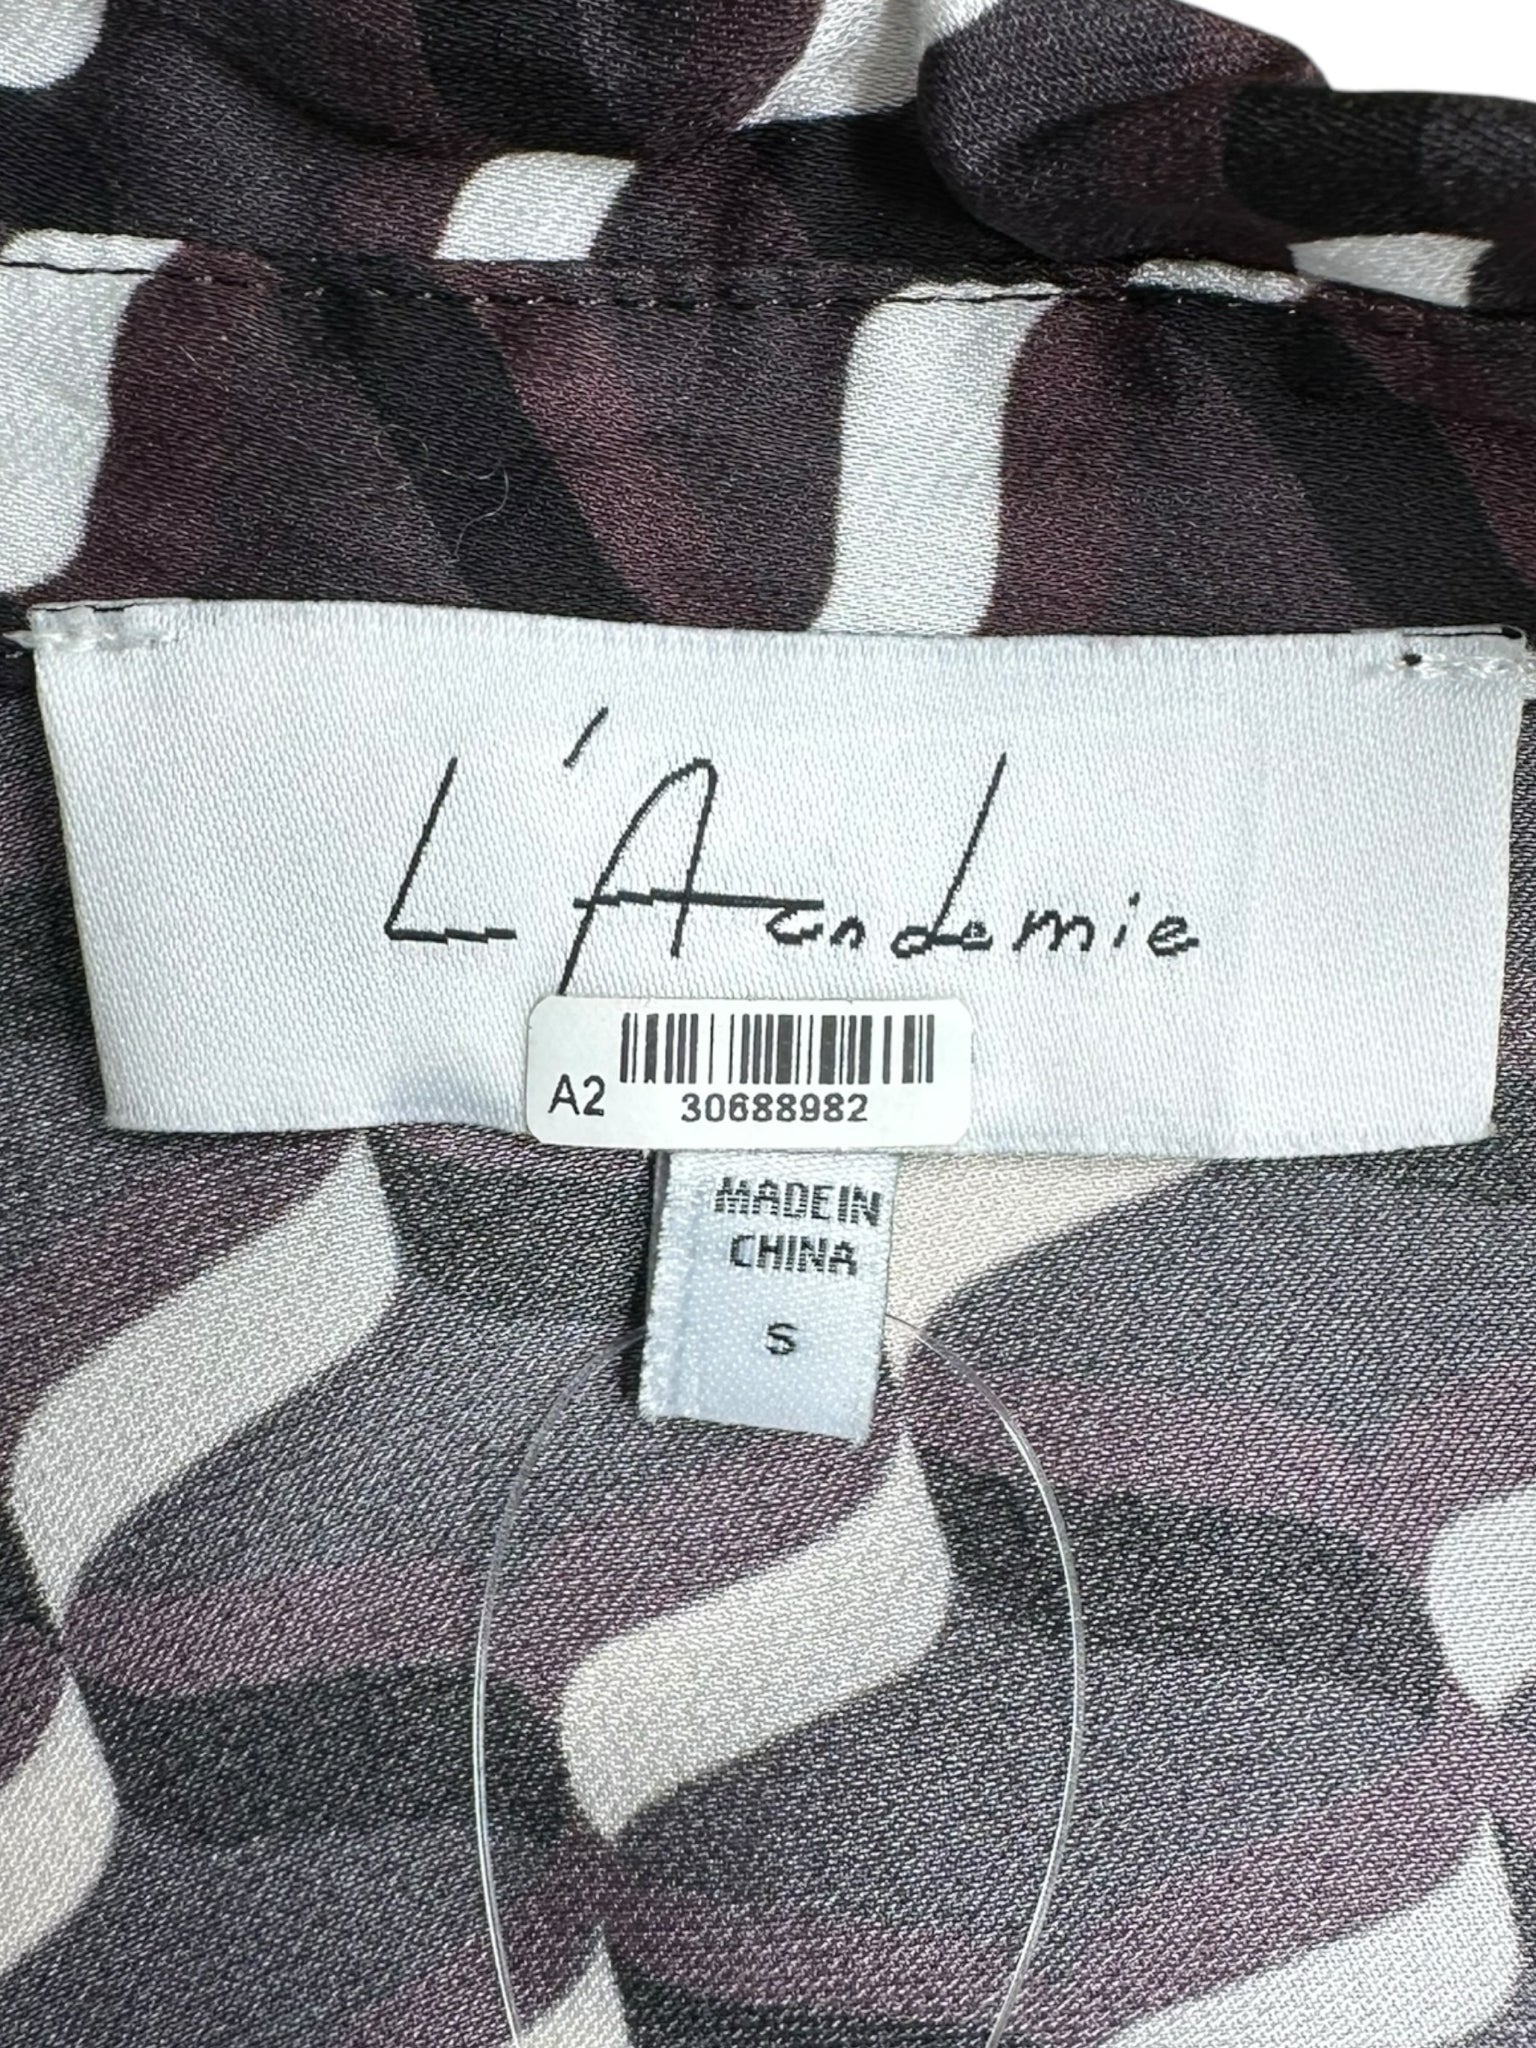 L'Academie
A2
30688982
MADE IN
CHINA
S